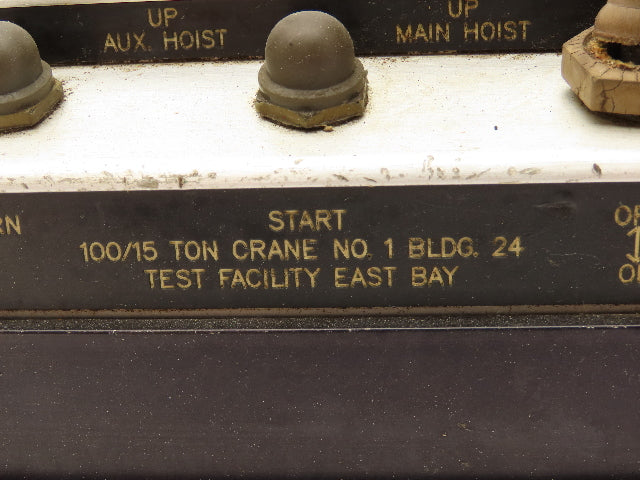 UP
AUX. HOIST
UP
MAIN HOIST
START
100/15 TON CRANE NO. 1 BLDG. 24
TEST FACILITY EAST BAY